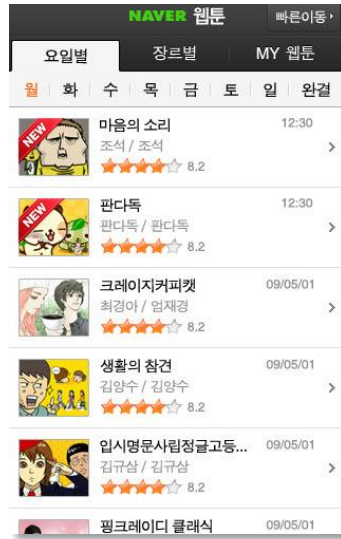 NAVER 웹툰
빠른이동
요일별 장르별 MY 웹툰
월 화 수 목 금 토 일 완결
NEW
마음의 소리 12:30
조석 / 조석
8.2
NEW
판다독 12:30
판다독 / 판다독
8.2
크레이지커피캣 09/05/01
최경아 / 엄재경
8.2
생활의 참견 09/05/01
김양수 / 김양수
8.2
입시명문사립정글고등... 09/05/01
김규삼 / 김규삼
8.2
핑크레이디 클래식 09/05/01